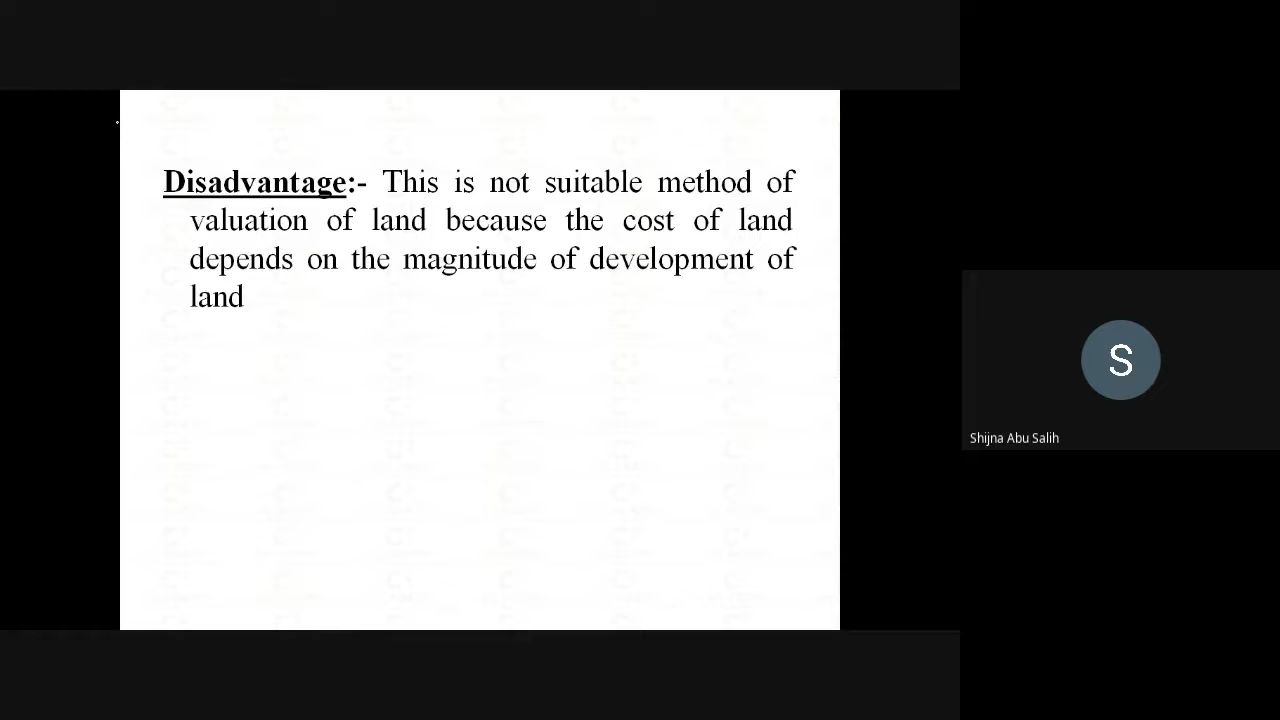 Disadvantage:- This is not suitable method of
valuation of land because the cost of land
depends on the magnitude of development of
land
S
Shijna Abu Salih